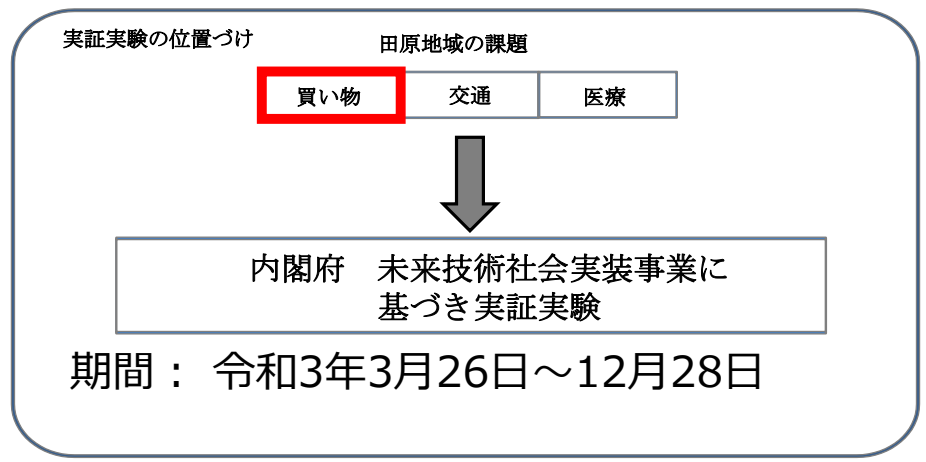 実証実験の位置づけ
田原地域の課題
買い物 交通 医療
内閣府 未来技術社会実装事業に
基づき実証実験
期間： 令和3年3月26日～12月28日